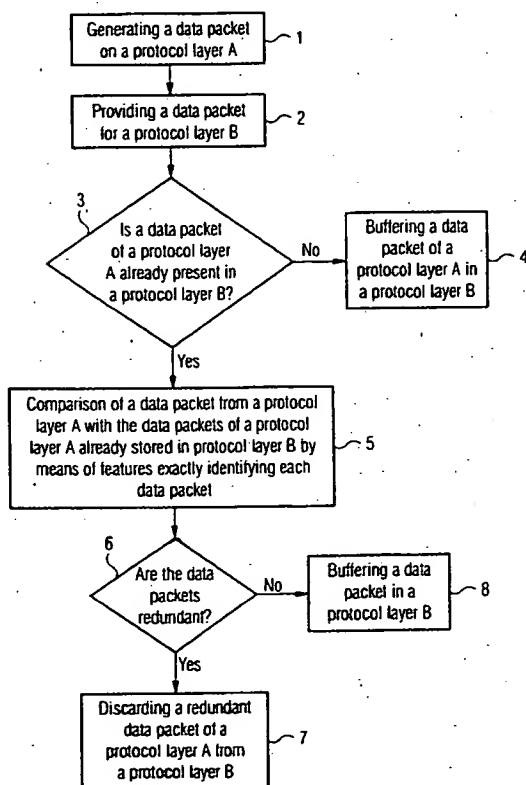 Generating a data packet
on a protocol layer A
1
Providing a data packet
for a protocol layer B
2
3
Is a data packet
of a protocol layer
A already present in
a protocol layer B?
No
Buffering a data
packet of a
protocol layer A in
a protocol layer B
4
Yes
Comparison of a data packet from a protocol
layer A with the data packets of a protocol
layer A already stored in protocol layer B by
means of features exactly identifying each
data packet
5
6
Are the data
packets
redundant?
No
Buffering a data
packet in a
protocol layer B
8
Yes
Discarding a redundant
data packet of a
protocol layer A from
a protocol layer B
7